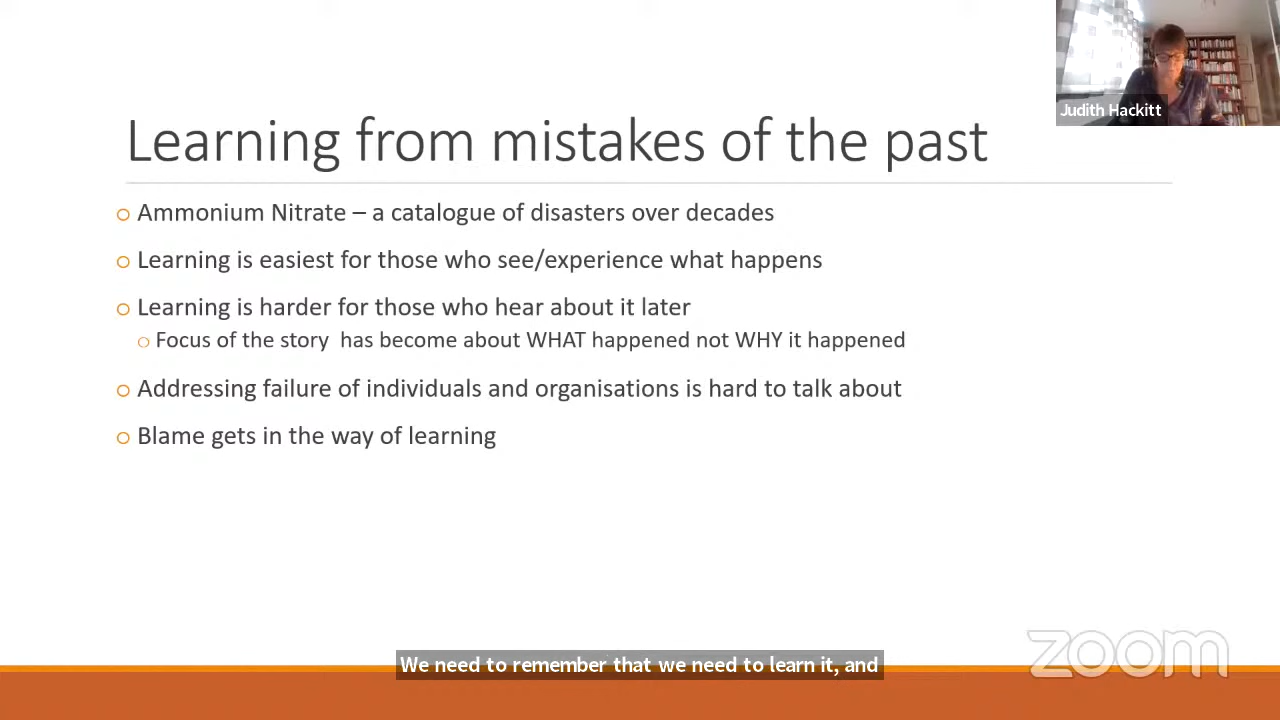 Judith Hackitt
Learning from mistakes of the past
o Ammonium Nitrate – a catalogue of disasters over decades
o Learning is easiest for those who see/experience what happens
o Learning is harder for those who hear about it later
o Focus of the story has become about WHAT happened not WHY it happened
o Addressing failure of individuals and organisations is hard to talk about
o Blame gets in the way of learning
We need to remember that we need to learn it, and
zoom